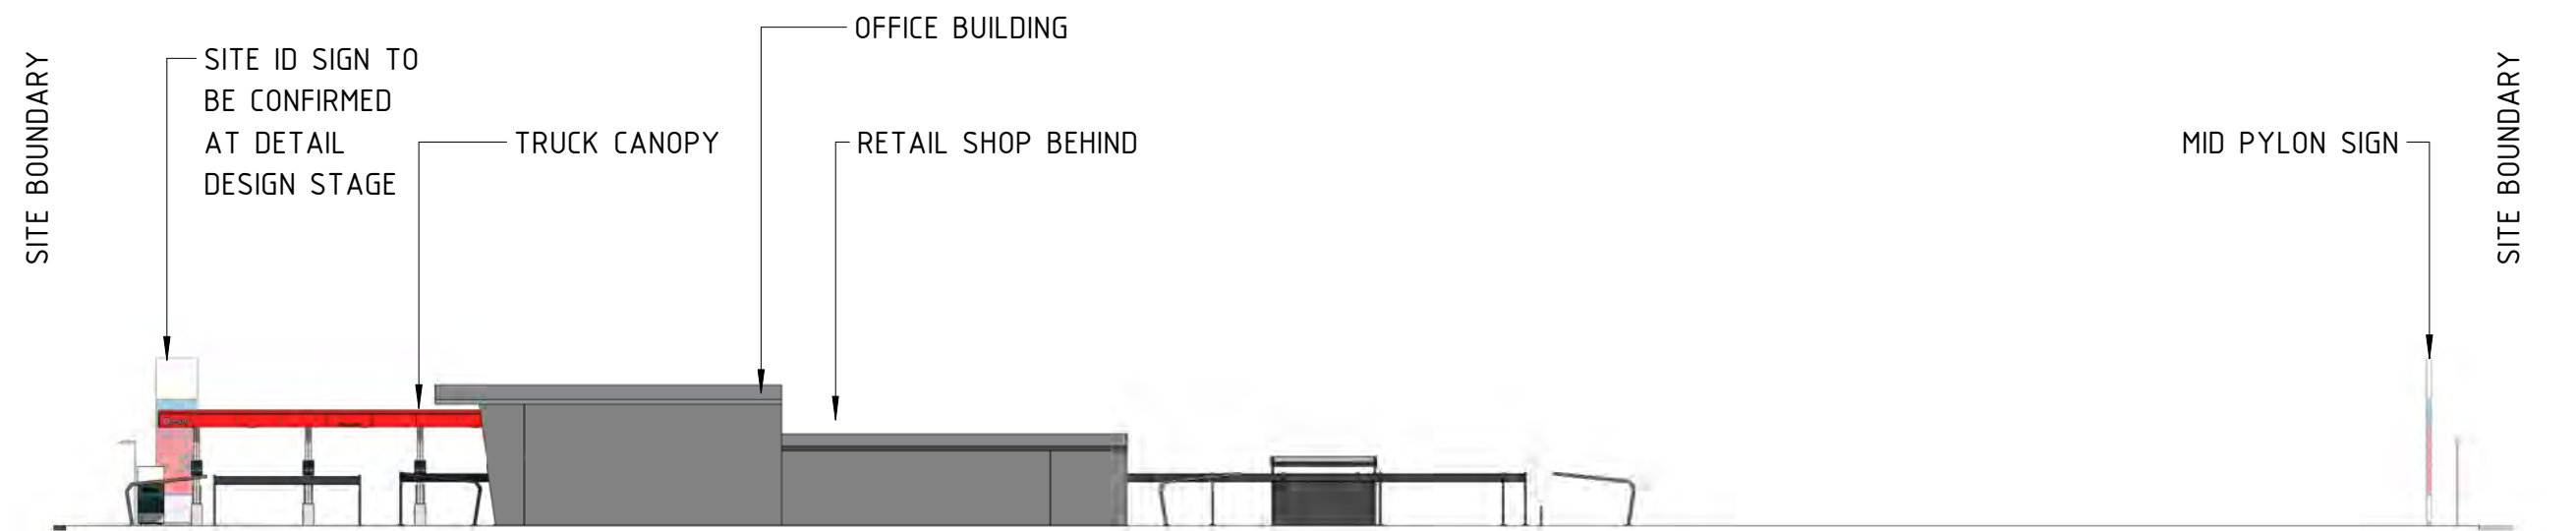 SITE BOUNDARY
SITE ID SIGN TO
BE CONFIRMED
AT DETAIL
DESIGN STAGE
TRUCK CANOPY
OFFICE BUILDING
RETAIL SHOP BEHIND
MID PYLON SIGN
SITE BOUNDARY